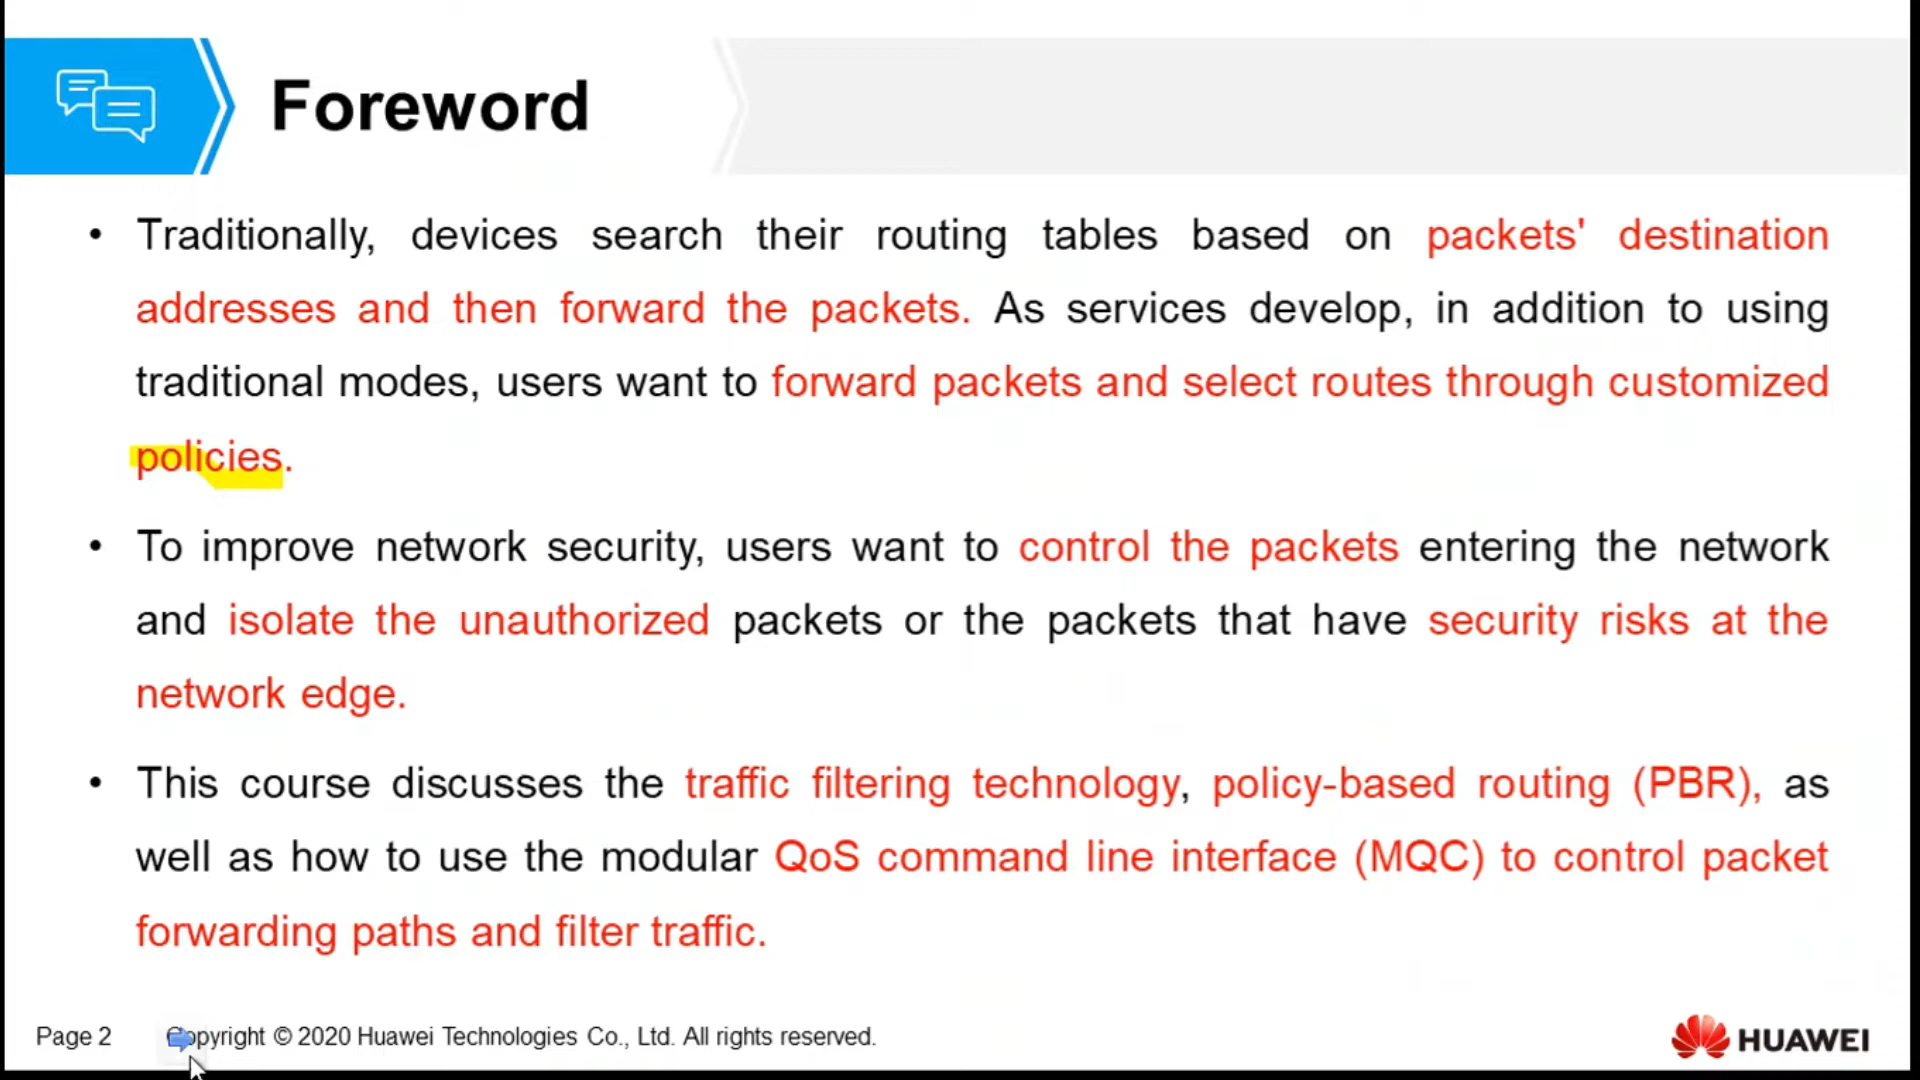 Foreword
• Traditionally, devices search their routing tables based on packets' destination
addresses and then forward the packets. As services develop, in addition to using
traditional modes, users want to forward packets and select routes through customized
policies.
• To improve network security, users want to control the packets entering the network
and isolate the unauthorized packets or the packets that have security risks at the
network edge.
• This course discusses the traffic filtering technology, policy-based routing (PBR), as
well as how to use the modular QoS command line interface (MQC) to control packet
forwarding paths and filter traffic.
Page 2 Copyright © 2020 Huawei Technologies Co., Ltd. All rights reserved.
HUAWEI